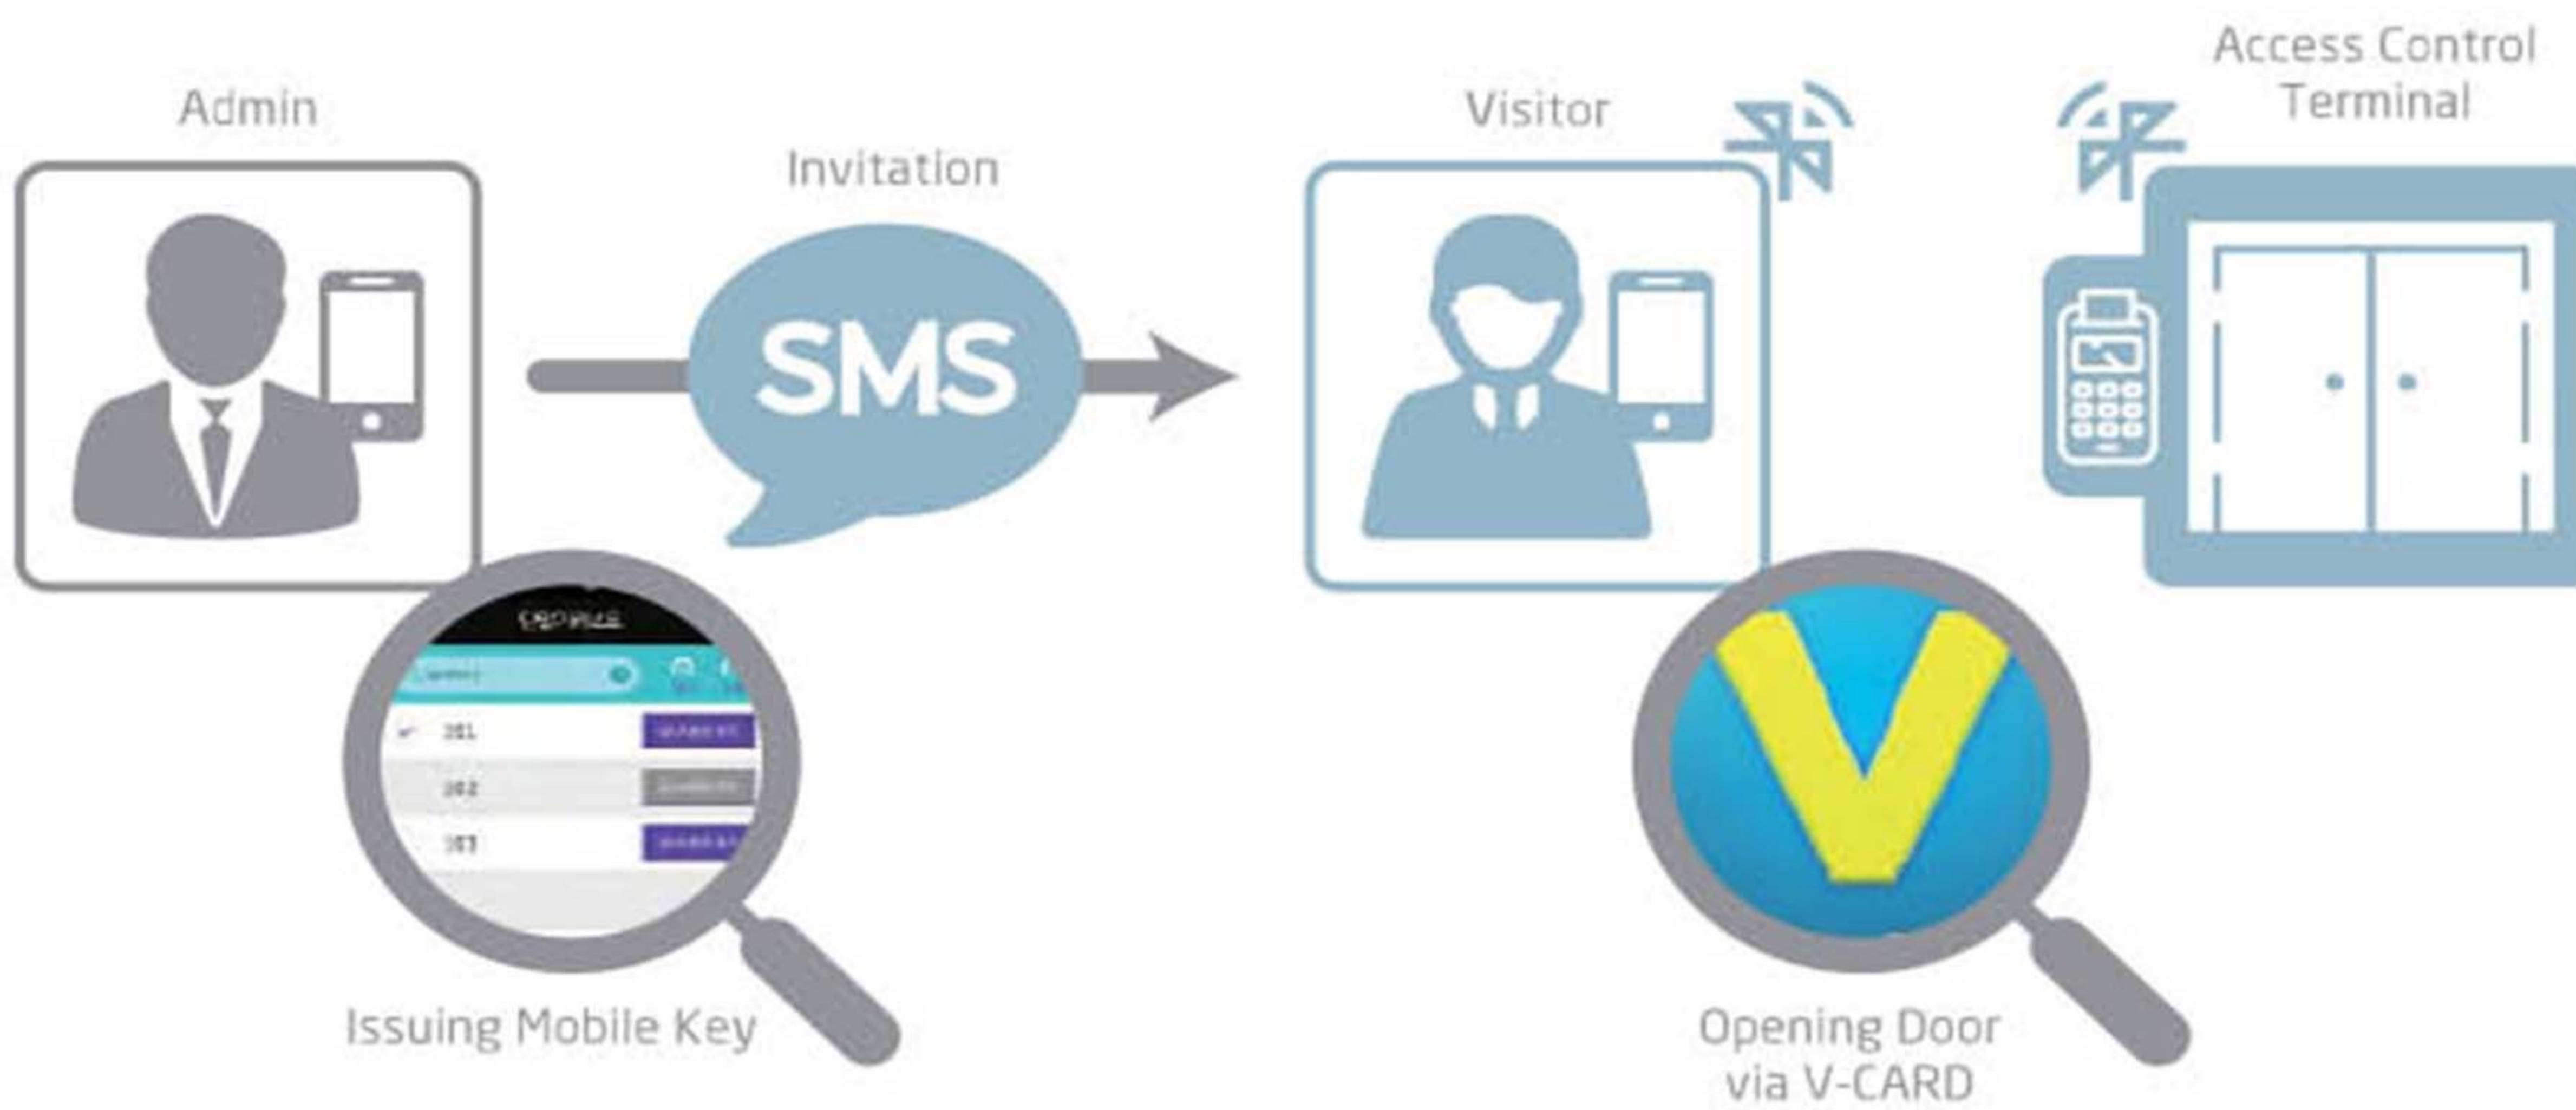 Admin
Invitation
SMS
Visitor
Access Control
Terminal
Issuing Mobile Key
V
Opening Door
via V-CARD